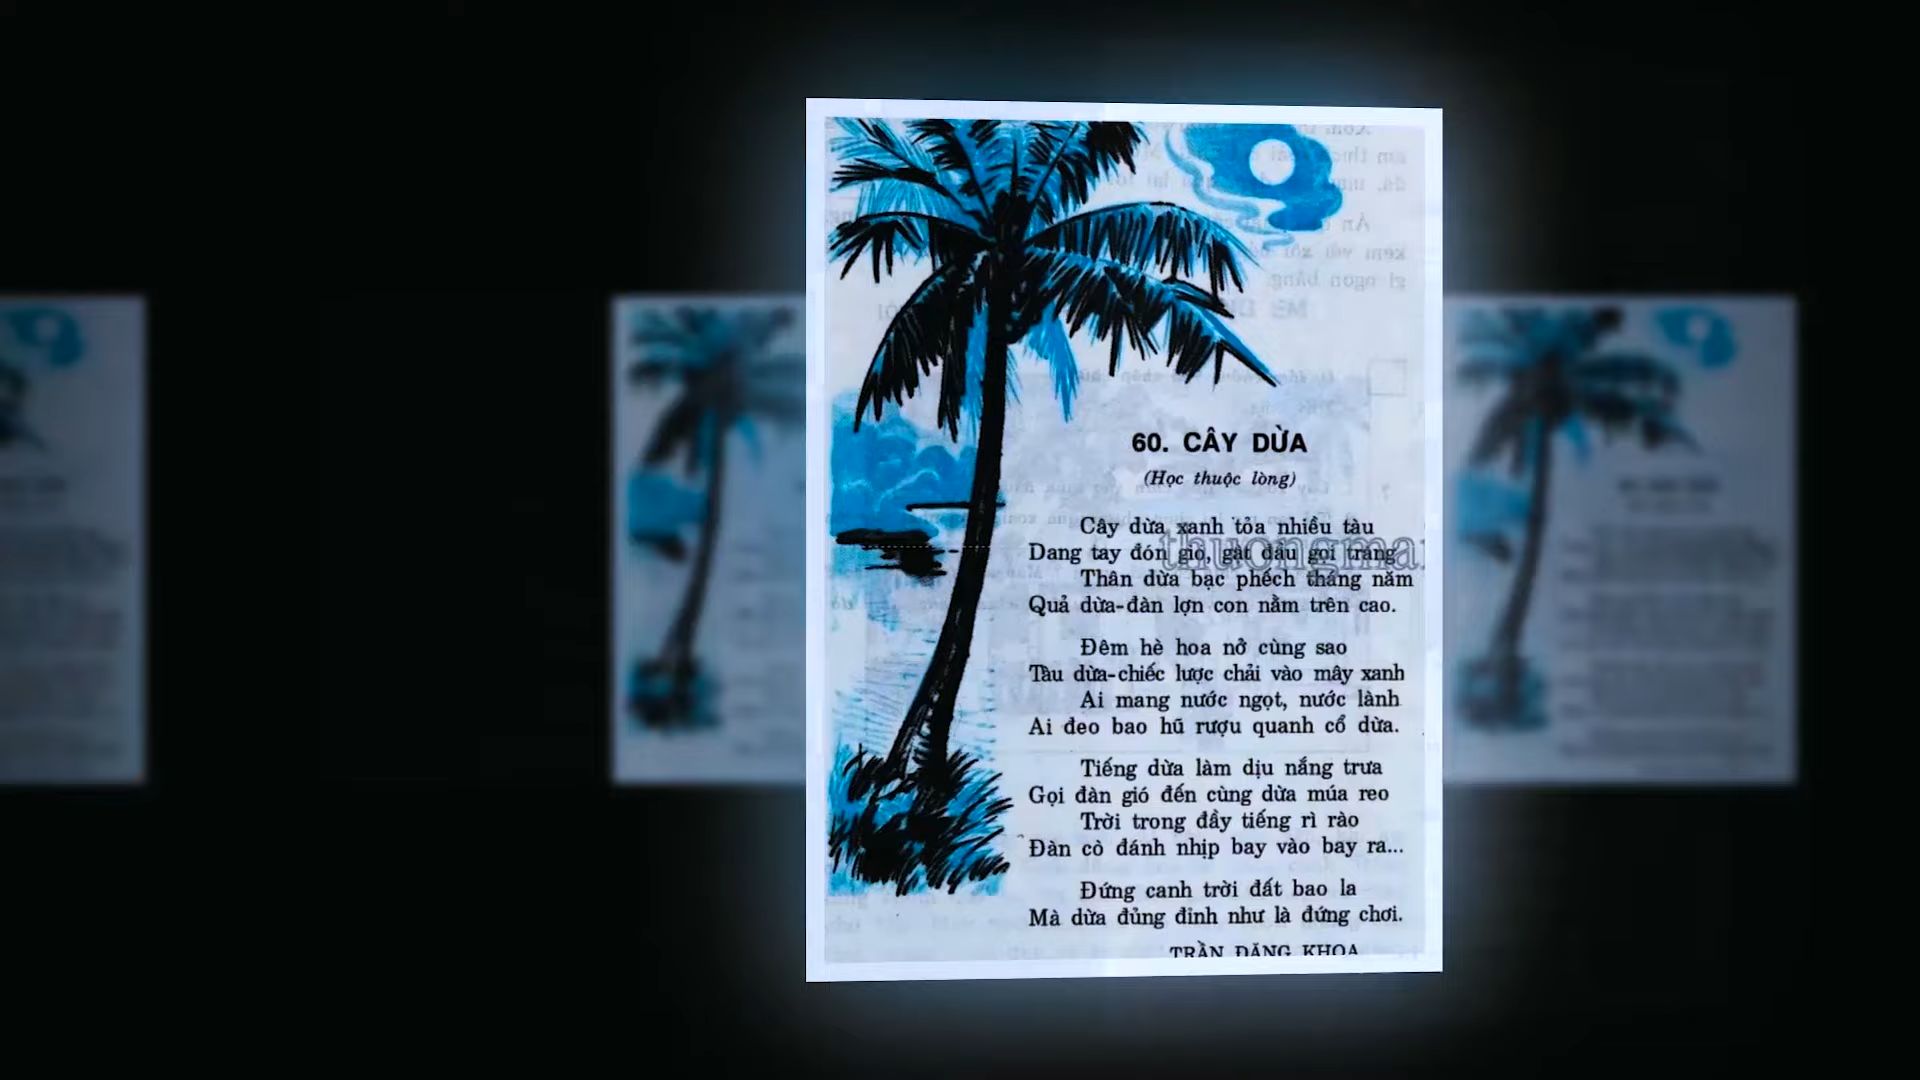 60. CÂY DỪA
(Học thuộc lòng)
Cây dừa xanh tỏa nhiều tàu
Dang tay đón gió, gật đầu gọi trăng
Thân dừa bạc phếch tháng năm
Quả dừa-đàn lợn con nằm trên cao.
Đêm hè hoa nở cùng sao
Tàu dừa-chiếc lược chải vào mây xanh
Ai mang nước ngọt, nước lành
Ai đeo bao hũ rượu quanh cổ dừa.
Tiếng dừa làm dịu nắng trưa
Gọi đàn gió đến cùng dừa múa reo
Trời trong đầy tiếng rì rào
Đàn cò đánh nhịp bay vào bay ra...
Đứng canh trời đất bao la
Mà dừa đủng đỉnh như là đứng chơi.
TRẦN ĐĂNG KHOA